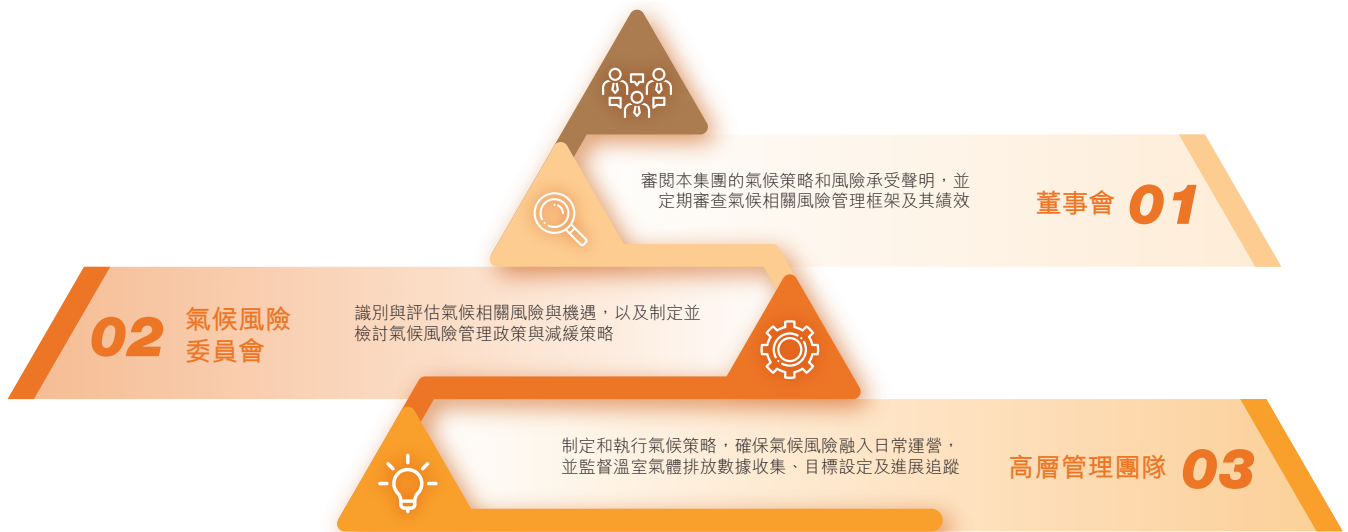 審閱本集團的氣候策略和風險承受聲明，並
定期審查氣候相關風險管理框架及其績效
董事會 01
02 氣候風險
委員會
識別與評估氣候相關風險與機遇，以及制定並
檢討氣候風險管理政策與減緩策略
制定和執行氣候策略，確保氣候風險融入日常運營，
並監督溫室氣體排放數據收集、目標設定及進展追蹤
高層管理團隊 03